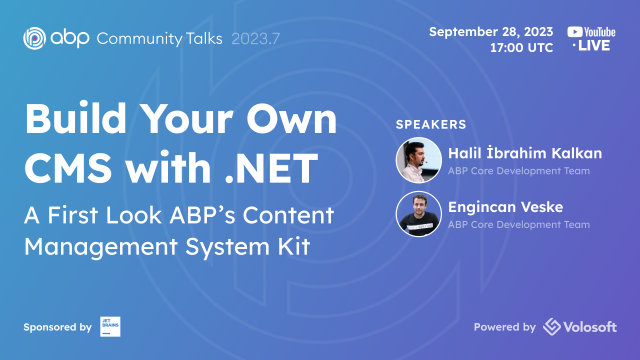 abp Community Talks 2023.7
September 28, 2023
17:00 UTC
YouTube
LIVE
Build Your Own
CMS with .NET
A First Look ABP's Content
Management System Kit
SPEAKERS
Halil İbrahim Kalkan
ABP Core Development Team
Engincan Veske
ABP Core Development Team
Sponsored by
JET
BRAINS
Powered by
Volosoft